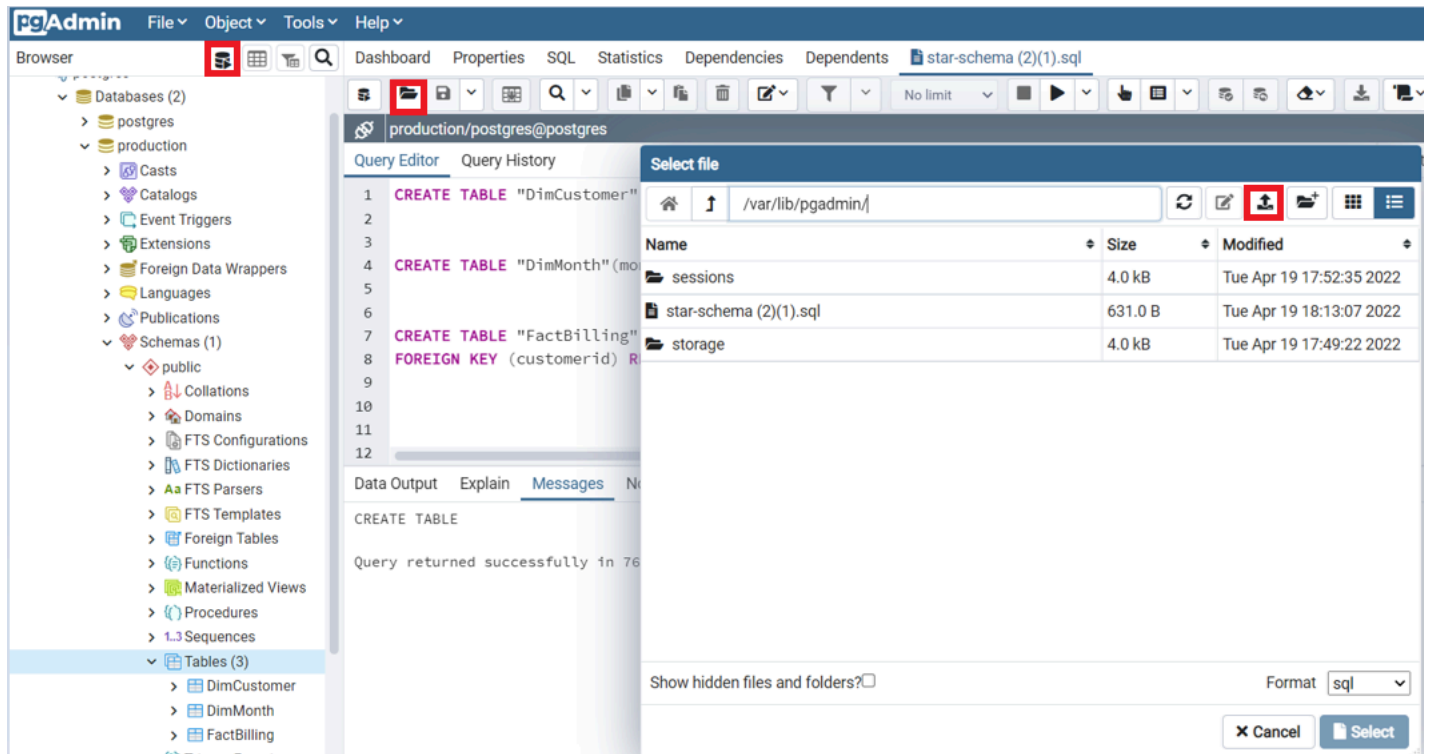 pgAdmin File Object Tools Help
Browser
Dashboard Properties SQL Statistics Dependencies Dependents star-schema (2)(1).sql
Databases (2)
postgres
production
Casts
Catalogs
Event Triggers
Extensions
Foreign Data Wrappers
Languages
Publications
Schemas (1)
public
Collations
Domains
FTS Configurations
FTS Dictionaries
FTS Parsers
FTS Templates
Foreign Tables
Functions
Materialized Views
Procedures
1..3 Sequences
Tables (3)
DimCustomer
DimMonth
FactBilling
No limit
production/postgres@postgres
Query Editor Query History
1 CREATE TABLE "DimCustomer"
2
3
4 CREATE TABLE "DimMonth"(mo
5
6
7 CREATE TABLE "FactBilling"
8 FOREIGN KEY (customerid) R
9
10
11
12
Data Output Explain Messages
CREATE TABLE
Query returned successfully in 76
Select file
/var/lib/pgadmin/
Name Size Modified
sessions 4.0 kB Tue Apr 19 17:52:35 2022
star-schema (2)(1).sql 631.0 B Tue Apr 19 18:13:07 2022
storage 4.0 kB Tue Apr 19 17:49:22 2022
Show hidden files and folders? Format sql
Cancel Select